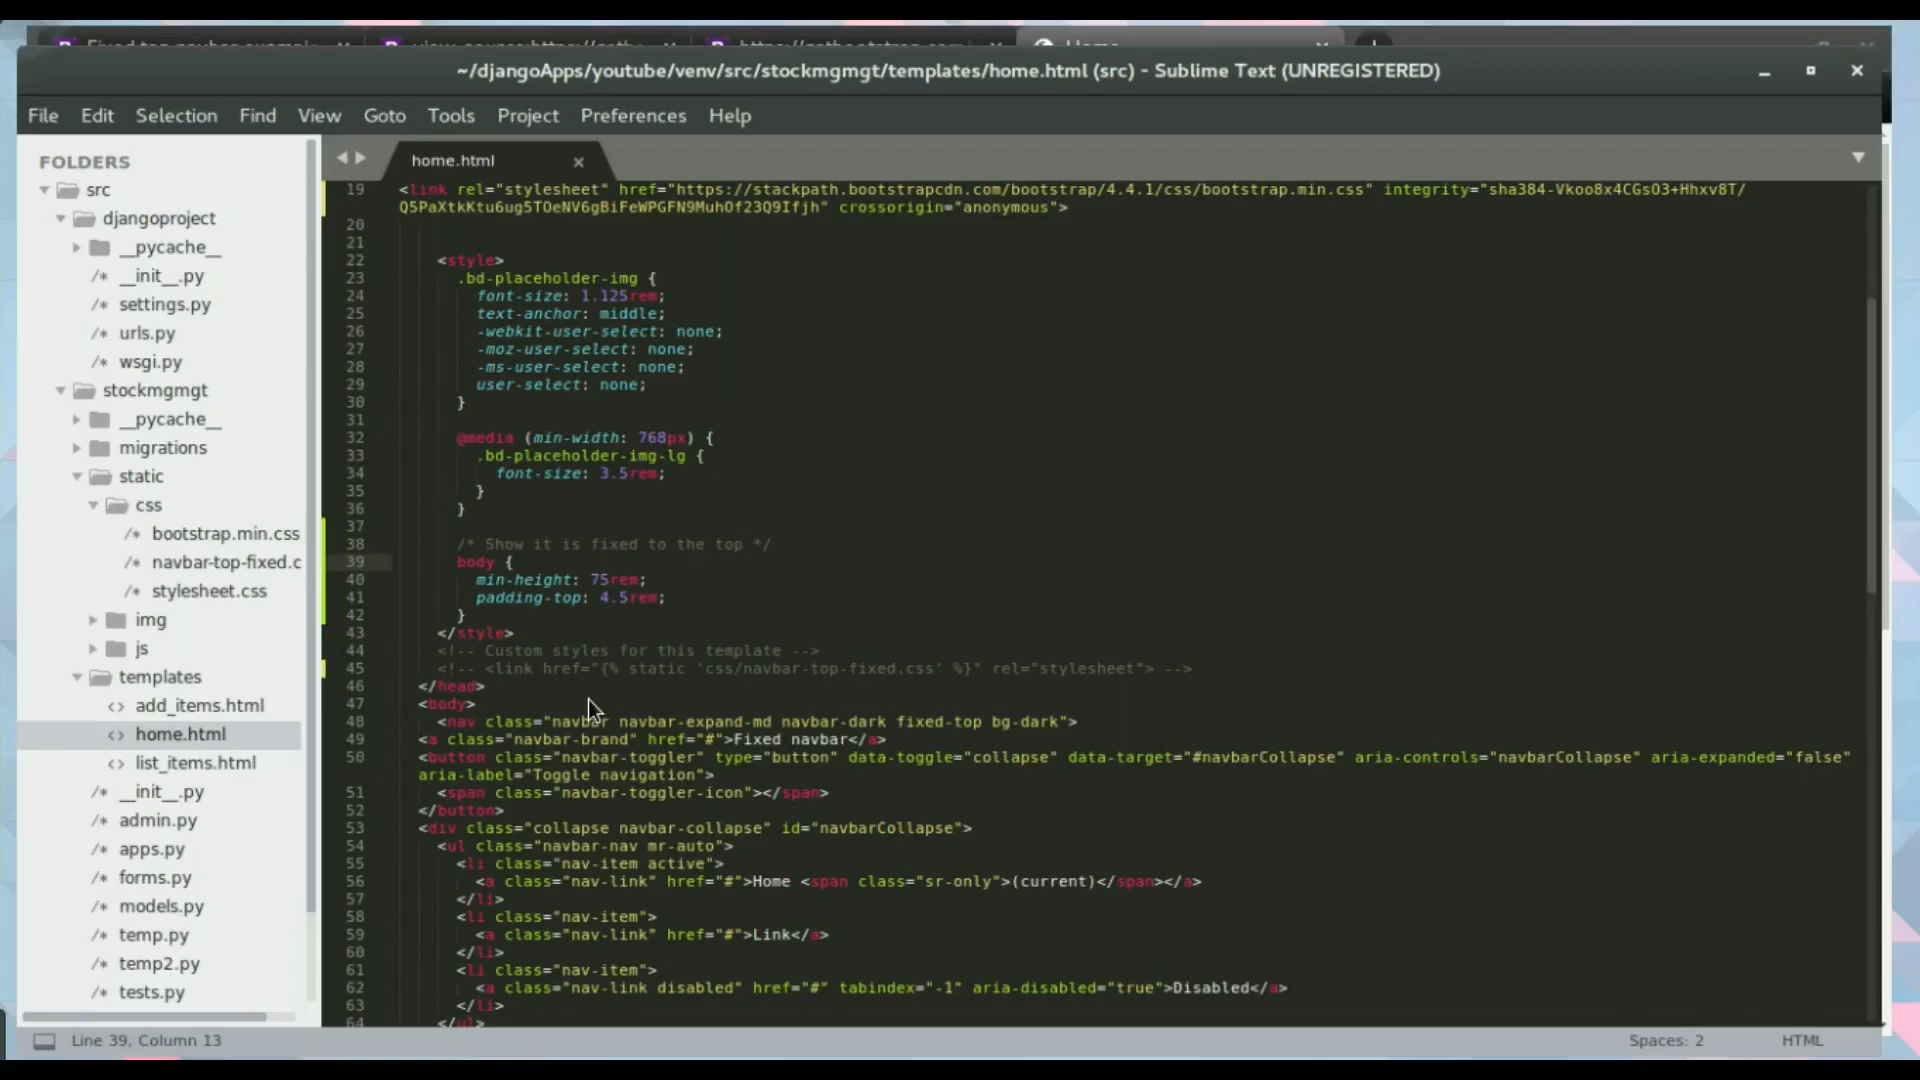 ~/djangoApps/youtube/venv/src/stockmgmgt/templates/home.html (src) - Sublime Text (UNREGISTERED)
File Edit Selection Find View Goto Tools Project Preferences Help
FOLDERS
src
djangoproject
__pycache__
/* __init__.py
/* settings.py
/* urls.py
/* wsgi.py
stockmgmgt
__pycache__
migrations
static
css
/* bootstrap.min.css
/* navbar-top-fixed.c
/* stylesheet.css
img
js
templates
<> add_items.html
<> home.html
<> list_items.html
/* __init__.py
/* admin.py
/* apps.py
/* forms.py
/* models.py
/* temp.py
/* temp2.py
/* tests.py
home.html
19 <link rel="stylesheet" href="https://stackpath.bootstrapcdn.com/bootstrap/4.4.1/css/bootstrap.min.css" integrity="sha384-Vkoo8x4CGsO3+Hhxv8T/
Q5PaXtkKtu6ug5TOeNV6gBiFeWPGFN9MuhOf23Q9Ifjh" crossorigin="anonymous">
20
21
22 <style>
23 .bd-placeholder-img {
24 font-size: 1.125rem;
25 text-anchor: middle;
26 -webkit-user-select: none;
27 -moz-user-select: none;
28 -ms-user-select: none;
29 user-select: none;
30 }
31
32 @media (min-width: 768px) {
33 .bd-placeholder-img-lg {
34 font-size: 3.5rem;
35 }
36 }
37
38 /* Show it is fixed to the top */
39 body {
40 min-height: 75rem;
41 padding-top: 4.5rem;
42 }
43 </style>
44 <!-- Custom styles for this template -->
45 <!-- <link href="{% static 'css/navbar-top-fixed.css' %}" rel="stylesheet"> -->
46 </head>
47 <body>
48 <nav class="navbar navbar-expand-md navbar-dark fixed-top bg-dark">
49 <a class="navbar-brand" href="#">Fixed navbar</a>
50 <button class="navbar-toggler" type="button" data-toggle="collapse" data-target="#navbarCollapse" aria-controls="navbarCollapse" aria-expanded="false"
aria-label="Toggle navigation">
51 <span class="navbar-toggler-icon"></span>
52 </button>
53 <div class="collapse navbar-collapse" id="navbarCollapse">
54 <ul class="navbar-nav mr-auto">
55 <li class="nav-item active">
56 <a class="nav-link" href="#">Home <span class="sr-only">(current)</span></a>
57 </li>
58 <li class="nav-item">
59 <a class="nav-link" href="#">Link</a>
60 </li>
61 <li class="nav-item">
62 <a class="nav-link disabled" href="#" tabindex="-1" aria-disabled="true">Disabled</a>
63 </li>
64 </ul>
Line 39, Column 13 Spaces: 2 HTML